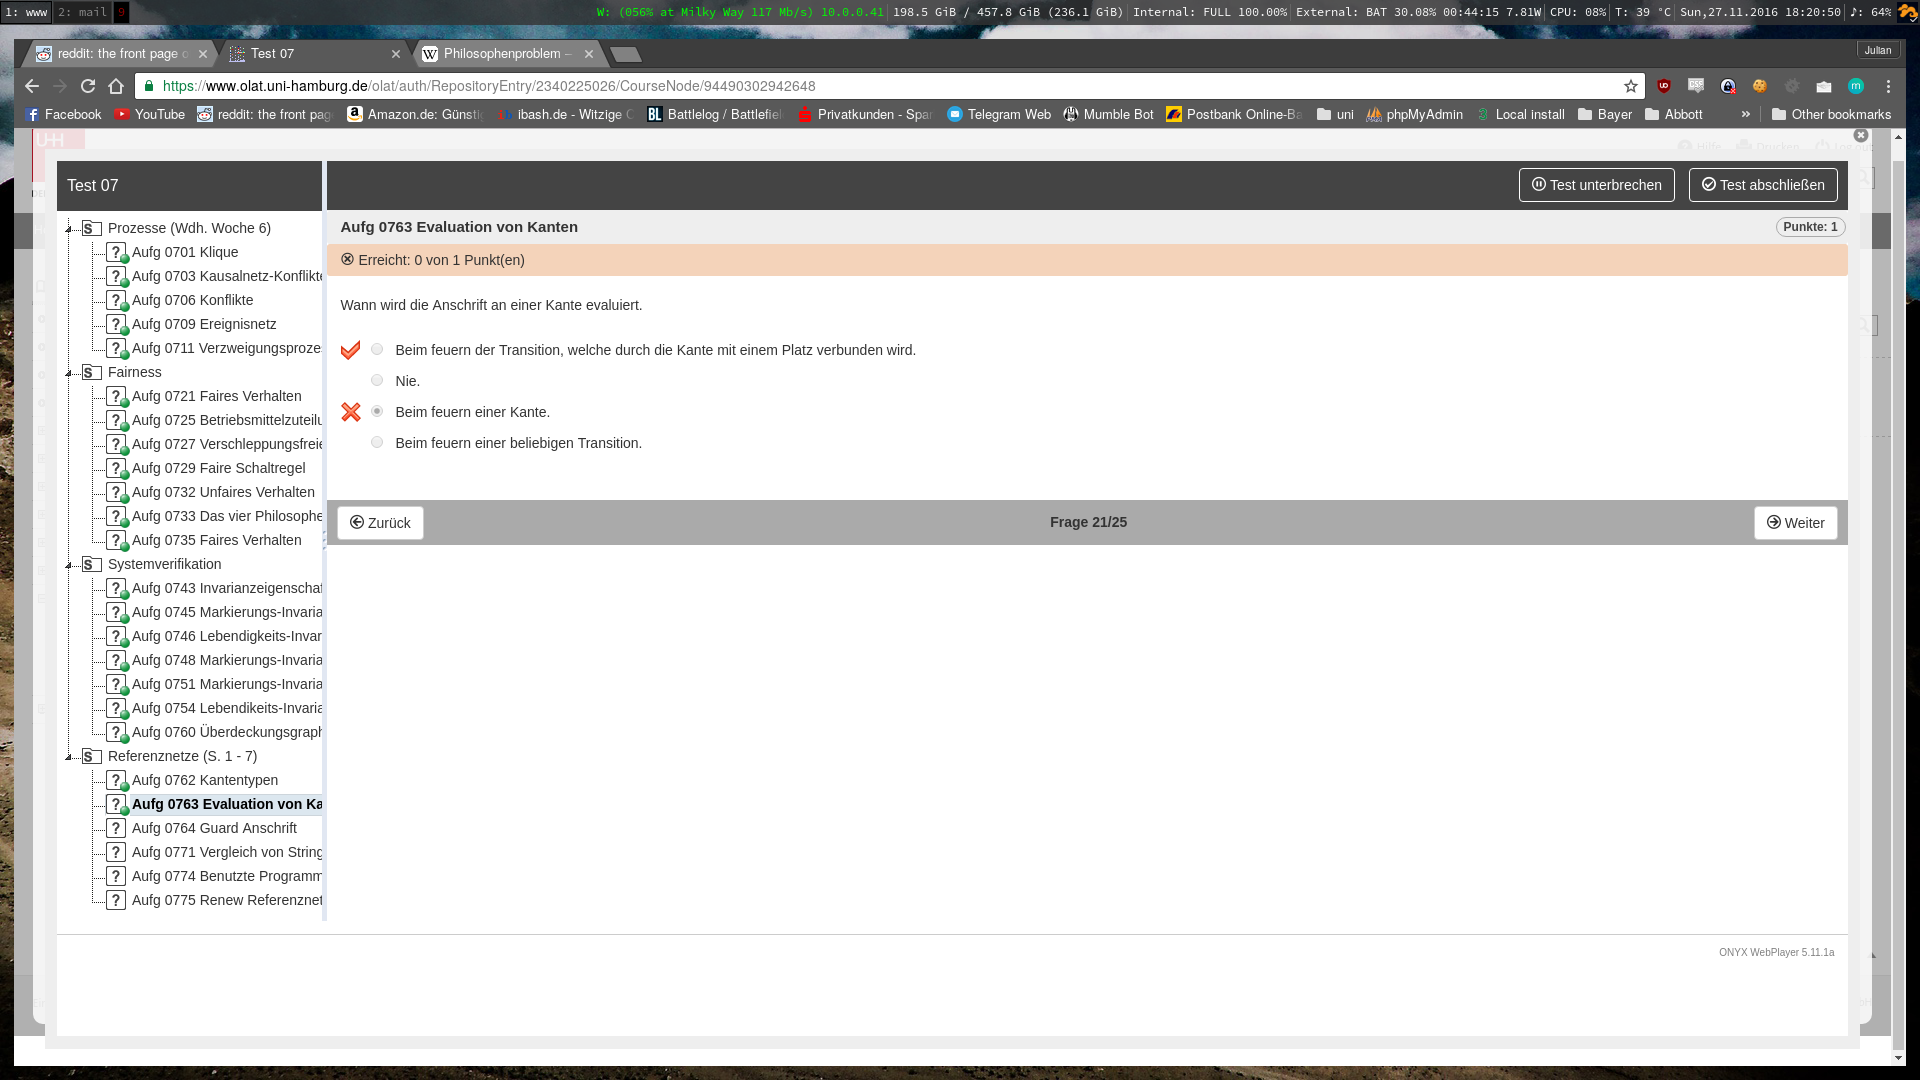 1: www 2: mail 9
W: (056% at Milky Way 117 Mb/s) 10.0.0.41 198.5 GiB / 457.8 GiB (236.1 GiB) Internal: FULL 100.00% External: BAT 30.08% 00:44:15 7.81W CPU: 08% T: 39 °C Sun,27.11.2016 18:20:50 ♪: 64%
reddit: the front page o
Test 07
Philosophenproblem –
Julian
https://www.olat.uni-hamburg.de/olat/auth/RepositoryEntry/2340225026/CourseNode/94490302942648
Facebook YouTube reddit: the front pag Amazon.de: Günsti ibash.de - Witzige Battlelog / Battlefiel Privatkunden - Spar Telegram Web Mumble Bot Postbank Online-Ba uni phpMyAdmin Local install Bayer Abbott » Other bookmarks
Test 07
Test unterbrechen
Test abschließen
Prozesse (Wdh. Woche 6)
Aufg 0701 Klique
Aufg 0703 Kausalnetz-Konflikte
Aufg 0706 Konflikte
Aufg 0709 Ereignisnetz
Aufg 0711 Verzweigungsprozes
Fairness
Aufg 0721 Faires Verhalten
Aufg 0725 Betriebsmittelzuteilu
Aufg 0727 Verschleppungsfreie
Aufg 0729 Faire Schaltregel
Aufg 0732 Unfaires Verhalten
Aufg 0733 Das vier Philosophe
Aufg 0735 Faires Verhalten
Systemverifikation
Aufg 0743 Invarianzeigenschaf
Aufg 0745 Markierungs-Invaria
Aufg 0746 Lebendigkeits-Invar
Aufg 0748 Markierungs-Invaria
Aufg 0751 Markierungs-Invaria
Aufg 0754 Lebendikeits-Invaria
Aufg 0760 Überdeckungsgraph
Referenznetze (S. 1 - 7)
Aufg 0762 Kantentypen
Aufg 0763 Evaluation von Ka
Aufg 0764 Guard Anschrift
Aufg 0771 Vergleich von String
Aufg 0774 Benutzte Programm
Aufg 0775 Renew Referenznet
Aufg 0763 Evaluation von Kanten
Punkte: 1
Erreicht: 0 von 1 Punkt(en)
Wann wird die Anschrift an einer Kante evaluiert.
Beim feuern der Transition, welche durch die Kante mit einem Platz verbunden wird.
Nie.
Beim feuern einer Kante.
Beim feuern einer beliebigen Transition.
Zurück
Frage 21/25
Weiter
ONYX WebPlayer 5.11.1a